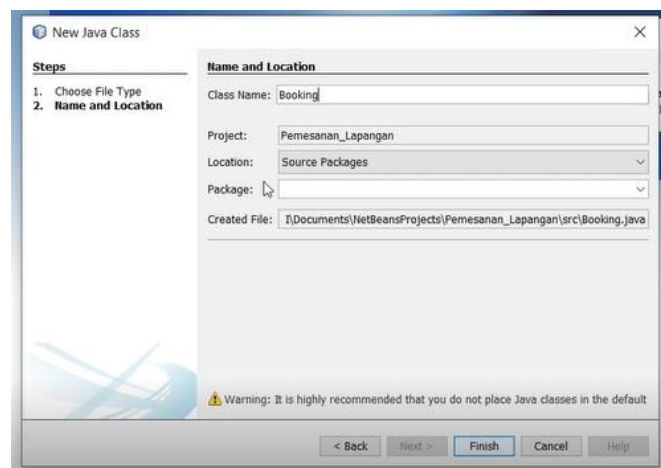 New Java Class
Steps
1. Choose File Type
2. Name and Location
Name and Location
Class Name: Booking
Project: Pemesanan_Lapangan
Location: Source Packages
Package:
Created File: I\Documents\NetBeansProjects\Pemesanan_Lapangan\src\Booking.java
Warning: It is highly recommended that you do not place Java classes in the default
< Back Next > Finish Cancel Help